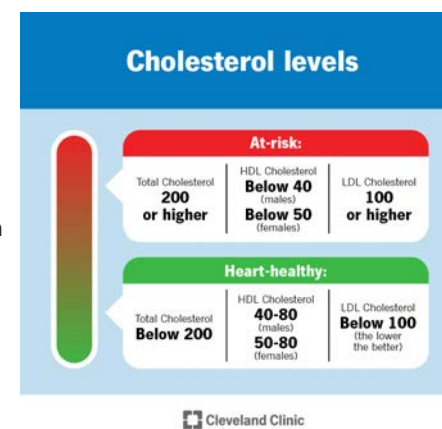 Cholesterol levels
At-risk:
Total Cholesterol
200
or higher
HDL Cholesterol
Below 40
(males)
Below 50
(females)
LDL Cholesterol
100
or higher
Heart-healthy:
Total Cholesterol
Below 200
HDL Cholesterol
40-80
(males)
50-80
(females)
LDL Cholesterol
Below 100
(the lower
the better)
Cleveland Clinic